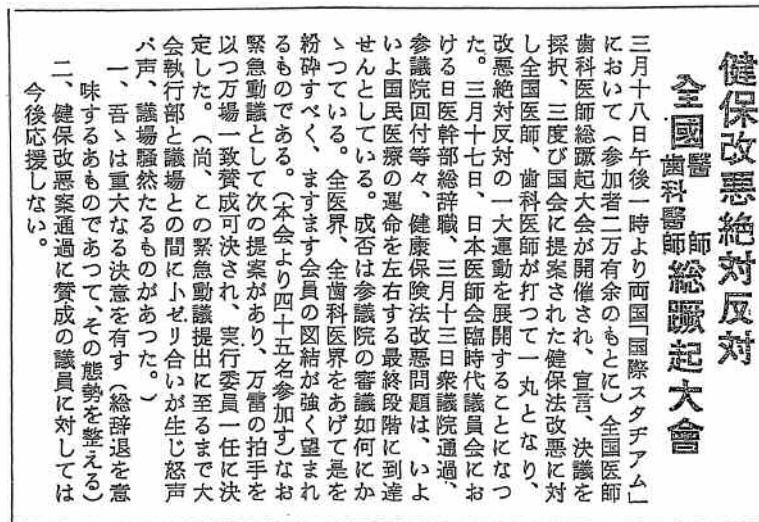 健保改悪絶対反対
全國醫師歯科醫師総蹶起大會
三月十八日午後一時より両国「国際スタヂアム」
において（参加者二万有余のもとに）全国医師
歯科医師総蹶起大会が開催され、宣言、決議を
採択、三度び国会に提案された健保法改悪に対
し全国医師、歯科医師が打つて一丸となり、
改悪絶対反対の一大運動を展開することになつ
た。三月十七日、日本医師会臨時代議員会にお
ける日医幹部総辞職、三月十三日衆議院通過、
参議院回付等々、健康保険法改悪問題は、いよ
いよ国民医療の運命を左右する最終段階に到達
せんとしている。成否は参議院の審議如何にか
ゝつている。全医界、全歯科医界をあげて是を
粉砕すべく、ますます会員の図結が強く望まれ
るものである。（本会より四十五名参加す）なお
緊急動議として次の提案があり、万雷の拍手を
以つ万場一致賛成可決され、実行委員一任に決
定した。（尚、この緊急動議提出に至るまで大
会執行部と議場との間に小ゼリ合いが生じ怒声
バ声、議場騒然たるものがあつた。）
一、吾ゝは重大なる決意を有す（総辞退を意
味するあものであつて、その態勢を整える）
二、健保改悪案通過に賛成の議員に対しては
今後応援しない。